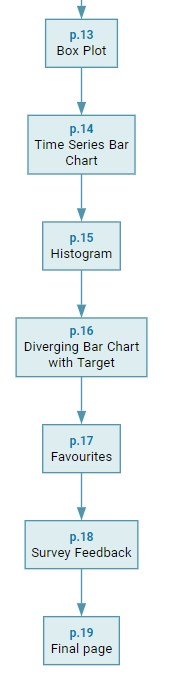 p.13
Box Plot
p.14
Time Series Bar
Chart
p.15
Histogram
p.16
Diverging Bar Chart
with Target
p.17
Favourites
p.18
Survey Feedback
p.19
Final page